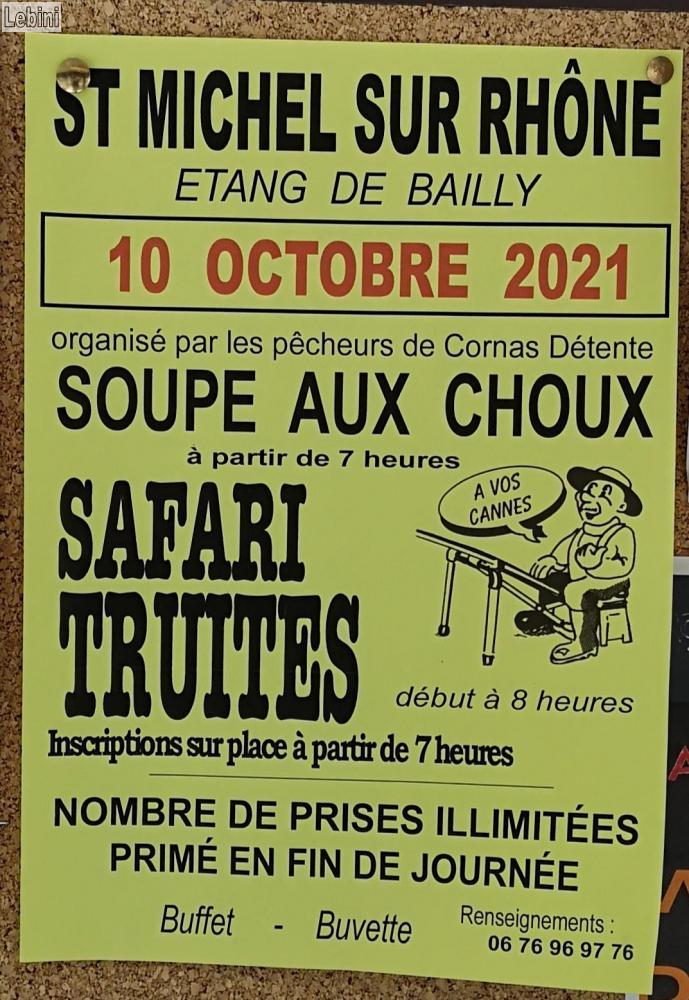 Lebini
ST MICHEL SUR RHÔNE
ETANG DE BAILLY
10 OCTOBRE 2021
organisé par les pêcheurs de Cornas Détente
SOUPE AUX CHOUX
à partir de 7 heures
SAFARI
TRUITES
A VOS
CANNES
début à 8 heures
Inscriptions sur place à partir de 7 heures
NOMBRE DE PRISES ILLIMITÉES
PRIMÉ EN FIN DE JOURNÉE
Buffet - Buvette
Renseignements :
06 76 96 97 76